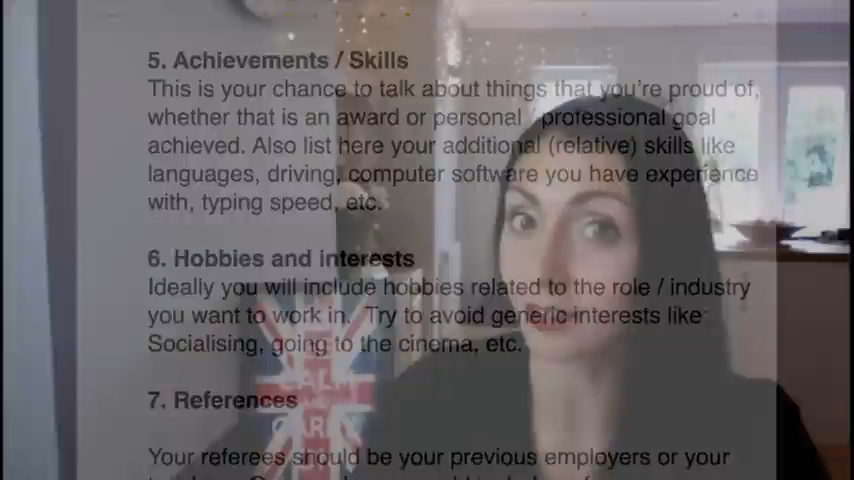 5. Achievements / Skills
This is your chance to talk about things that you're proud of,
whether that is an award or personal / professional goal
achieved. Also list here your additional (relative) skills like
languages, driving, computer software you have experience
with, typing speed, etc.
6. Hobbies and interests
Ideally you will include hobbies related to the role / industry
you want to work in. Try to avoid generic interests like
Socialising, going to the cinema, etc.
7. References
CALM
CARRY
Your referees should be your previous employers or your